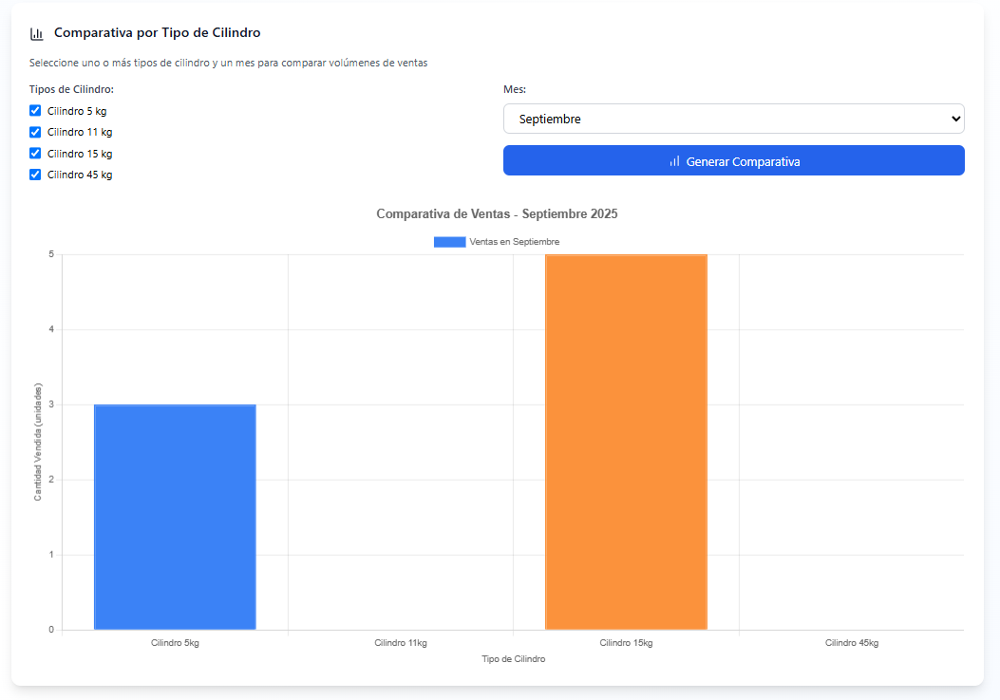 Comparativa por Tipo de Cilindro
Seleccione uno o más tipos de cilindro y un mes para comparar volúmenes de ventas
Tipos de Cilindro:
Cilindro 5 kg
Cilindro 11 kg
Cilindro 15 kg
Cilindro 45 kg
Mes:
Septiembre
Generar Comparativa
Comparativa de Ventas - Septiembre 2025
Ventas en Septiembre
Cantidad Vendida (unidades)
5
4
3
2
1
0
Cilindro 5kg
Cilindro 11kg
Cilindro 15kg
Cilindro 45kg
Tipo de Cilindro